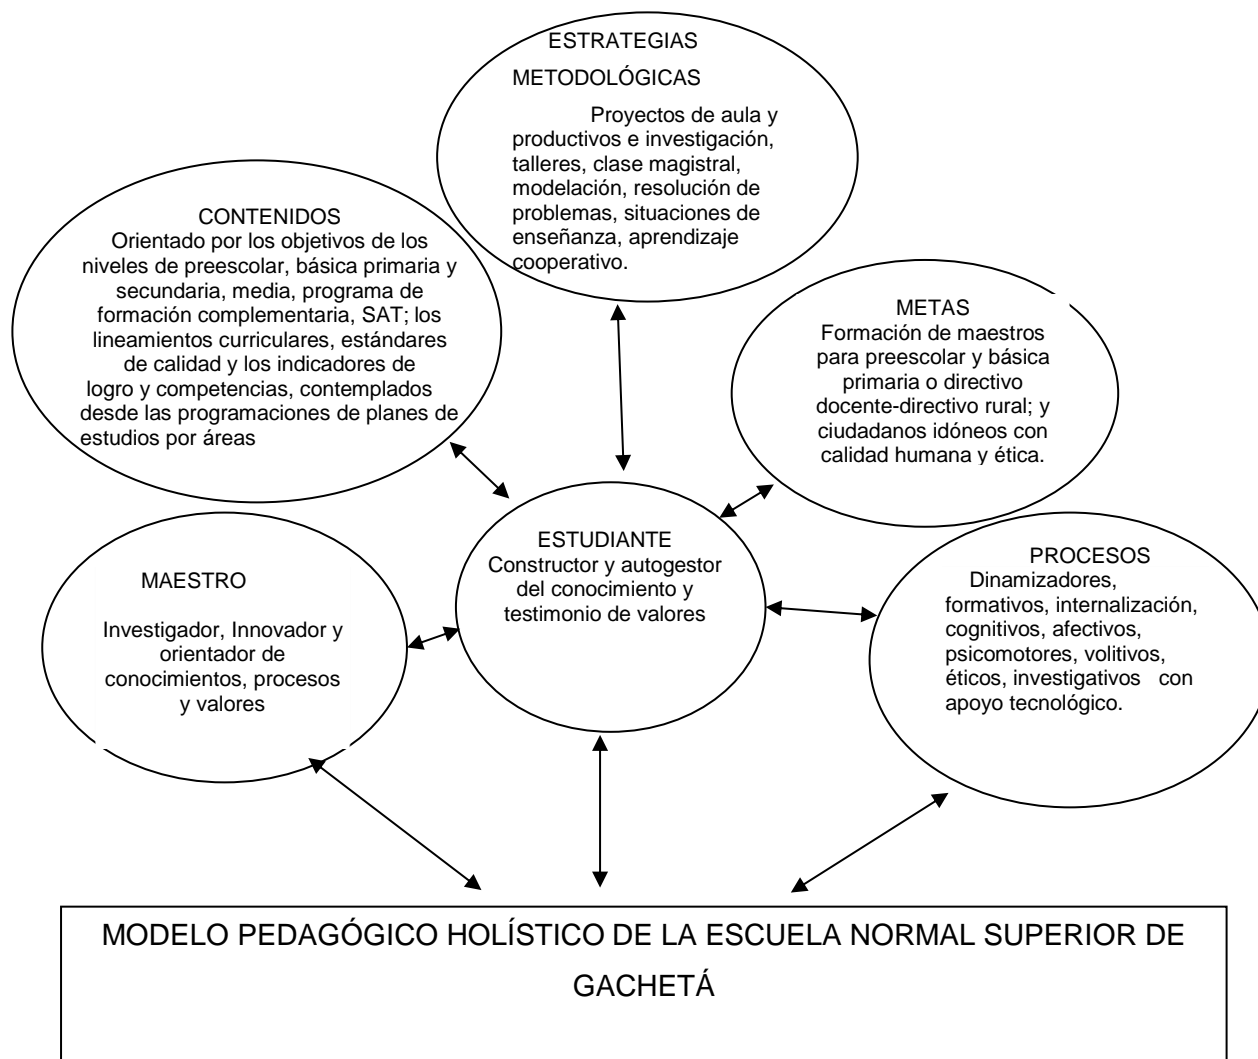 ESTRATEGIAS
METODOLÓGICAS
Proyectos de aula y
productivos e investigación,
talleres, clase magistral,
modelación, resolución de
problemas, situaciones de
enseñanza, aprendizaje
cooperativo.
CONTENIDOS
Orientado por los objetivos de los
niveles de preescolar, básica primaria y
secundaria, media, programa de
formación complementaria, SAT; los
lineamientos curriculares, estándares
de calidad y los indicadores de
logro y competencias, contemplados
desde las programaciones de planes de
estudios por áreas
METAS
Formación de maestros
para preescolar y básica
primaria o directivo
docente-directivo rural; y
ciudadanos idóneos con
calidad humana y ética.
MAESTRO
Investigador, Innovador y
orientador de
conocimientos, procesos
y valores
ESTUDIANTE
Constructor y autogestor
del conocimiento y
testimonio de valores
PROCESOS
Dinamizadores,
formativos, internalización,
cognitivos, afectivos,
psicomotores, volitivos,
éticos, investigativos con
apoyo tecnológico.
MODELO PEDAGÓGICO HOLÍSTICO DE LA ESCUELA NORMAL SUPERIOR DE
GACHETÁ